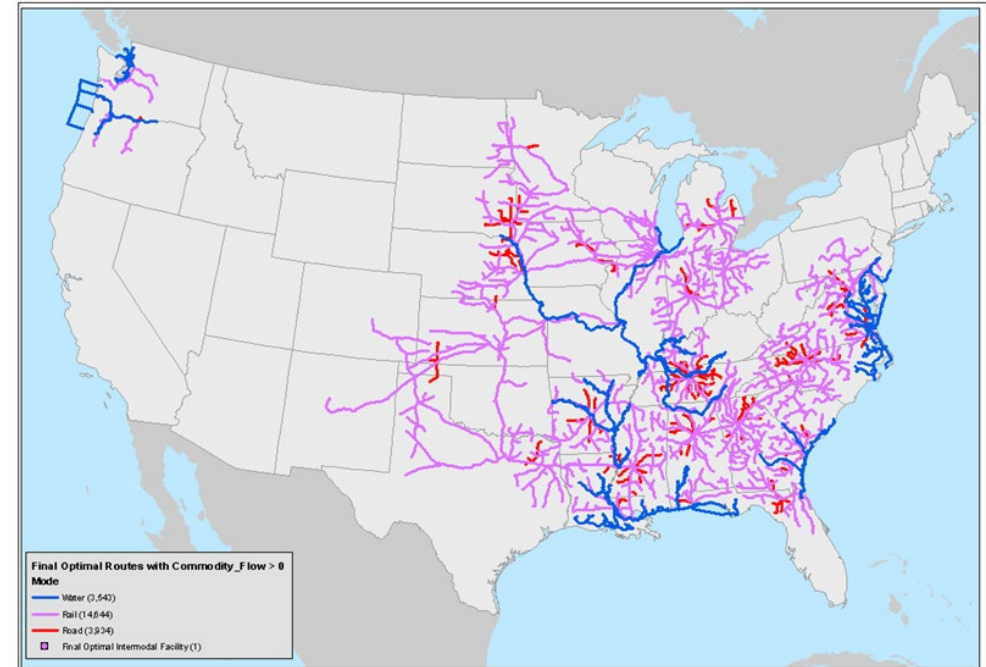 Final Optimal Routes with Commodity_Flow > 0
Mode
Water (3,543)
Rail (14,644)
Road (3,934)
Final Optimal Intermodal Facility (1)